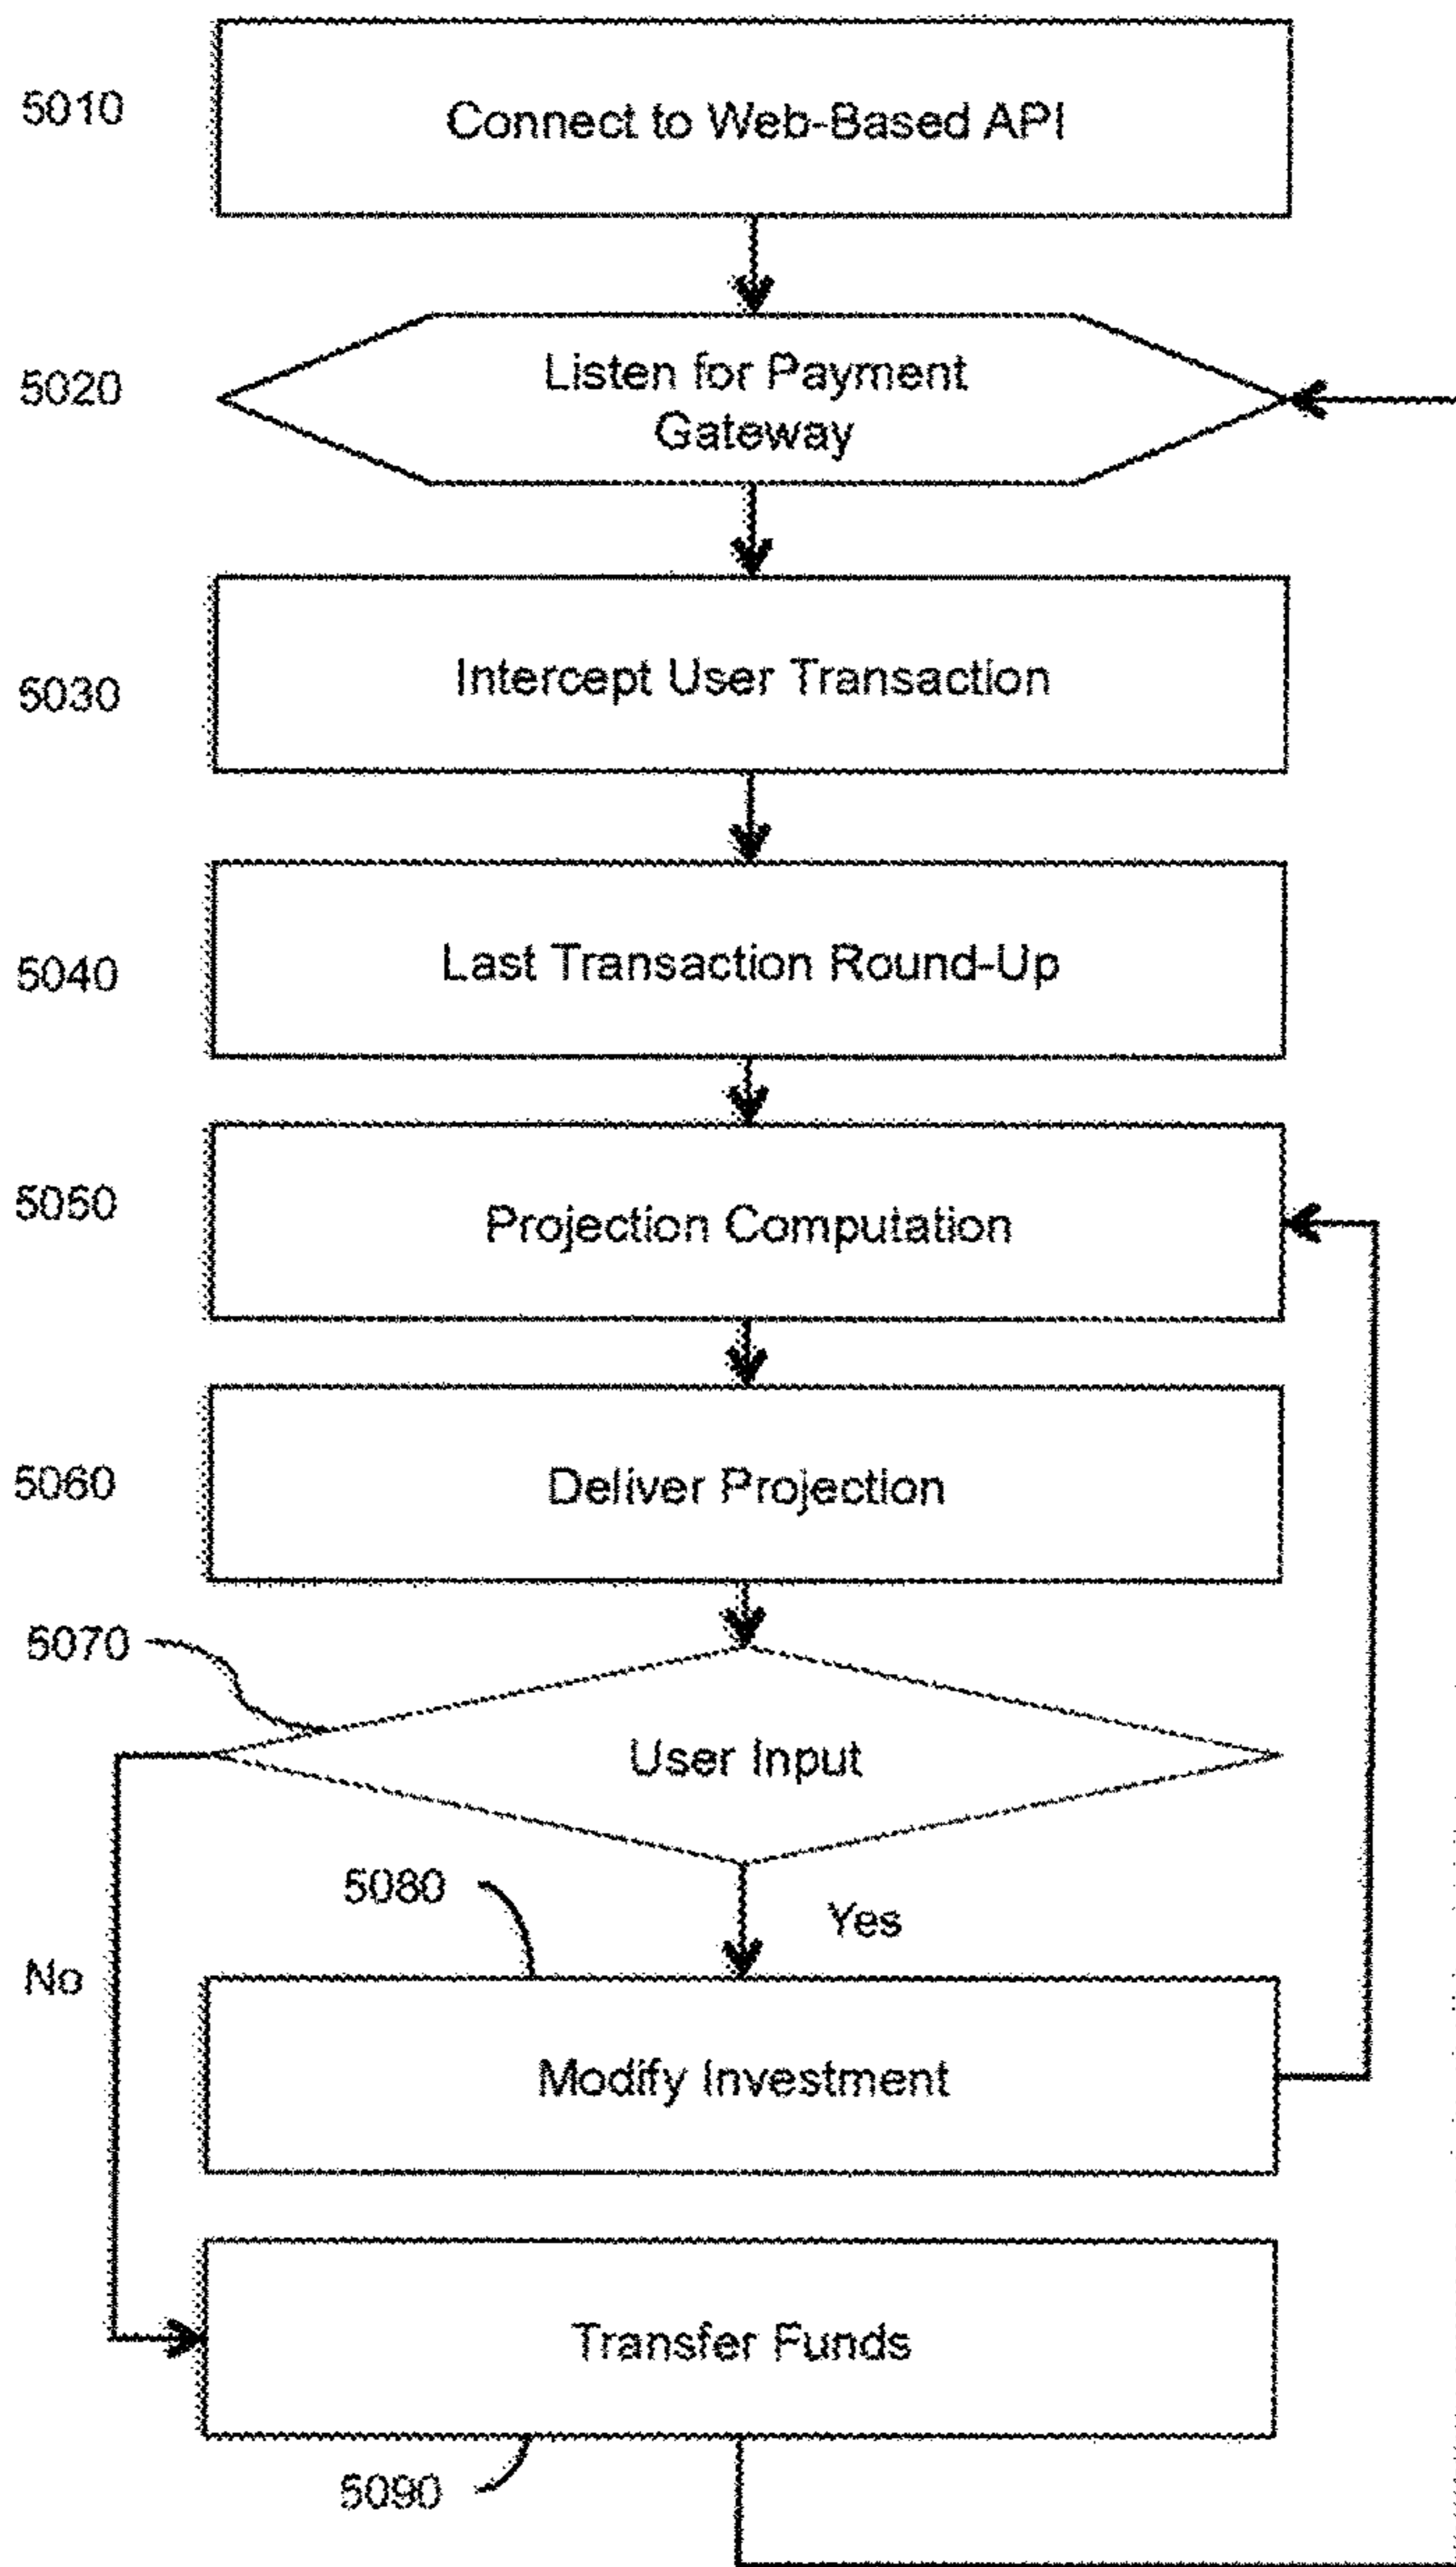 5010
Connect to Web-Based API
5020
Listen for Payment
Gateway
5030
Intercept User Transaction
5040
Last Transaction Round-Up
5050
Projection Computation
5060
Deliver Projection
5070
User Input
5080
Yes
No
Modify Investment
Transfer Funds
5090